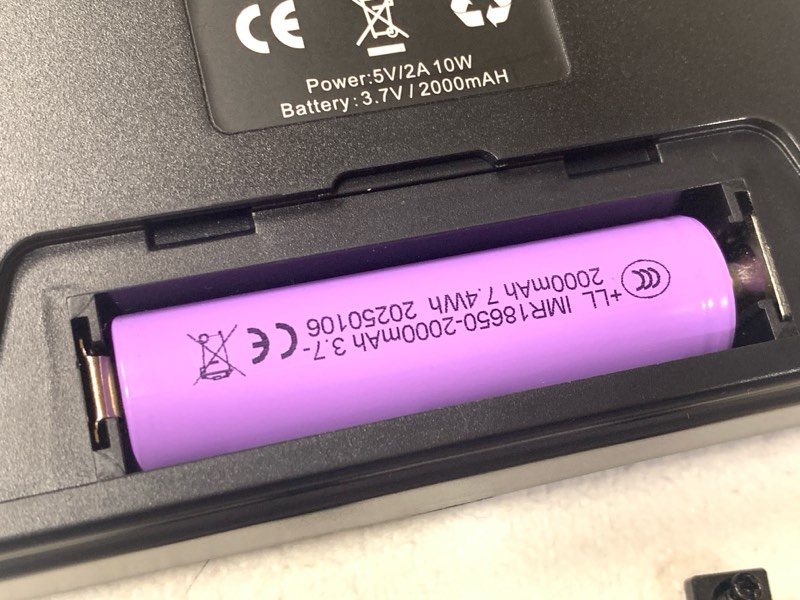 CE
Power:5V/2A 10W
Battery:3.7V/2000mAH
+LL IMR18650-2000mAh 3.7-
2000mAh 7.4Wh 20250106
CCC
CE